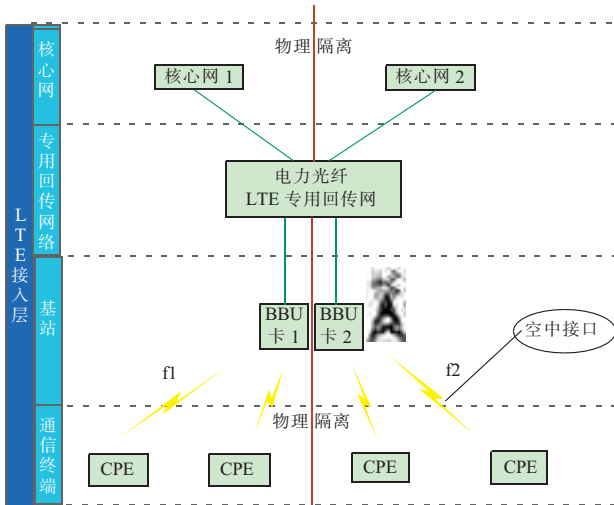 LTE接入层
核心网
专用回传网络
基站
通信终端
物理 隔离
核心网 1
核心网 2
电力光纤
LTE 专用回传网
BBU
卡 1
BBU
卡 2
空中接口
f1
f2
物理 隔离
CPE
CPE
CPE
CPE